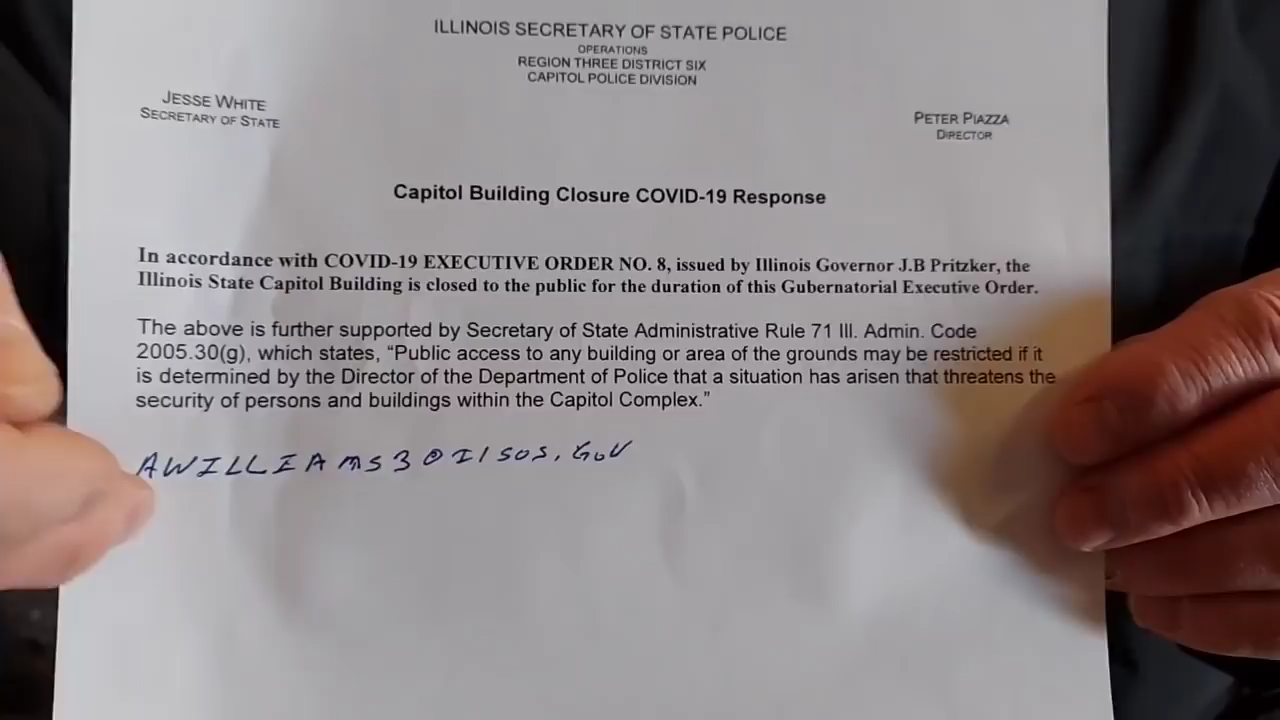 ILLINOIS SECRETARY OF STATE POLICE
OPERATIONS
REGION THREE DISTRICT SIX
CAPITOL POLICE DIVISION
JESSE WHITE
SECRETARY OF STATE
PETER PIAZZA
DIRECTOR
Capitol Building Closure COVID-19 Response
In accordance with COVID-19 EXECUTIVE ORDER NO. 8, issued by Illinois Governor J.B Pritzker, the
Illinois State Capitol Building is closed to the public for the duration of this Gubernatorial Executive Order.
The above is further supported by Secretary of State Administrative Rule 71 Ill. Admin. Code
2005.30(g), which states, “Public access to any building or area of the grounds may be restricted if it
is determined by the Director of the Department of Police that a situation has arisen that threatens the
security of persons and buildings within the Capitol Complex.”
AWILLIAMS3@IlSOS.GOV